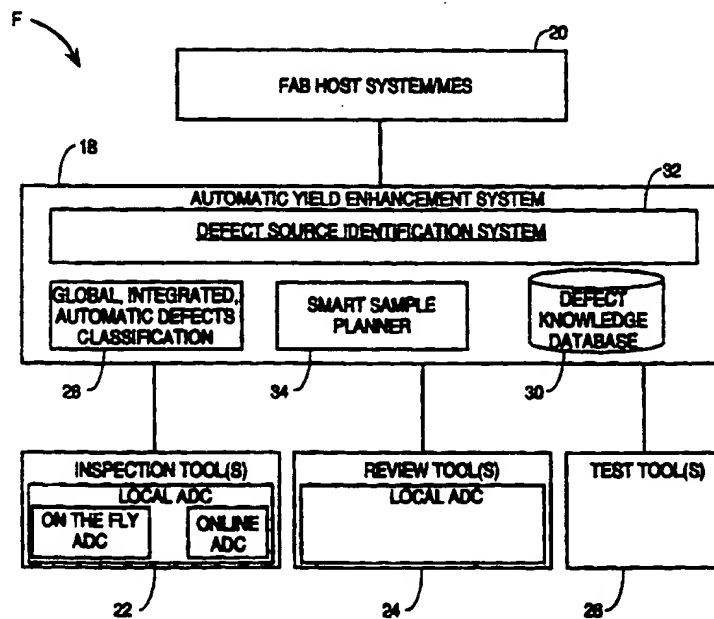 F
20
FAB HOST SYSTEM/MES
18
32
AUTOMATIC YIELD ENHANCEMENT SYSTEM
DEFECT SOURCE IDENTIFICATION SYSTEM
GLOBAL, INTEGRATED,
AUTOMATIC DEFECTS
CLASSIFICATION
SMART SAMPLE
PLANNER
DEFECT
KNOWLEDGE
DATABASE
28
34
30
INSPECTION TOOL(S)
LOCAL ADC
ON THE FLY
ADC
ONLINE
ADC
REVIEW TOOL(S)
LOCAL ADC
TEST TOOL(S)
22
24
26